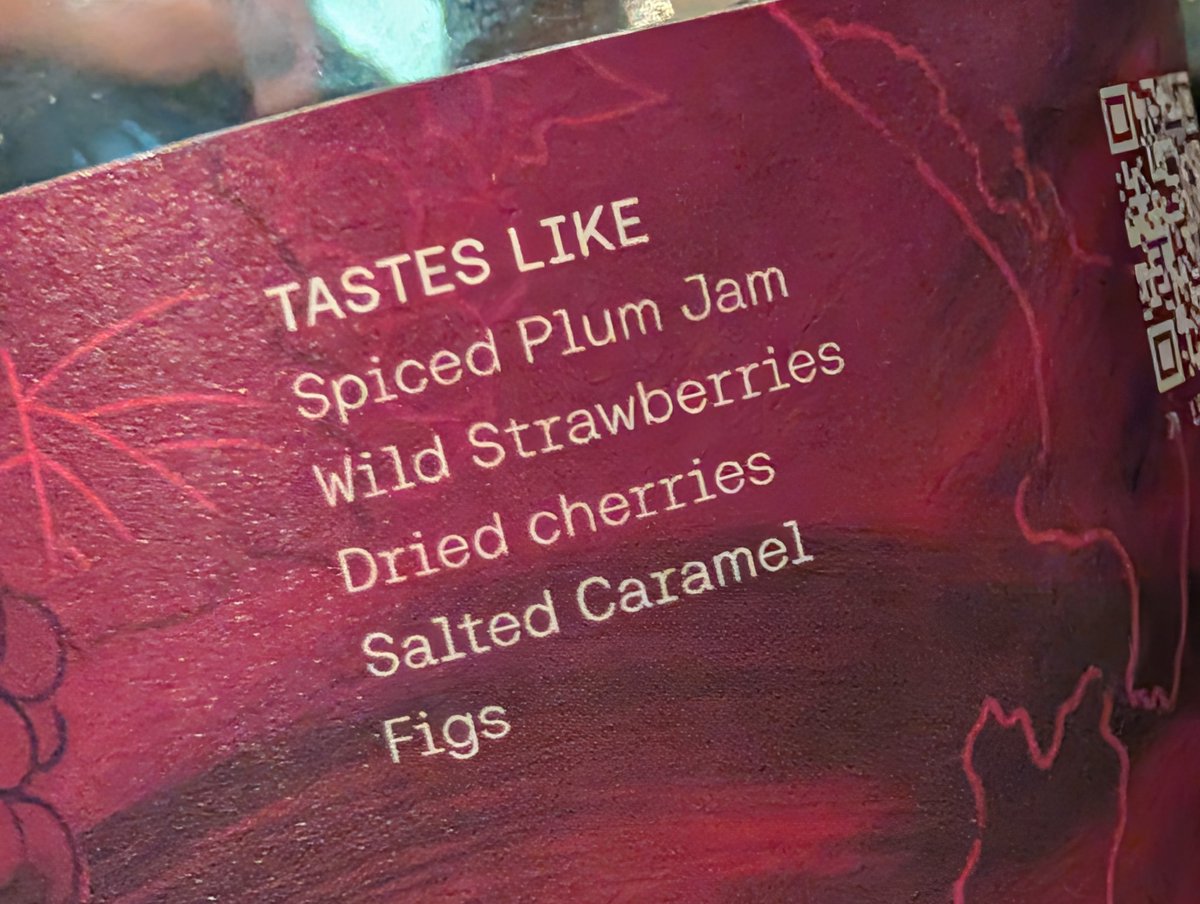 TASTES LIKE
Spiced Plum Jam
Wild Strawberries
Dried cherries
Salted Caramel
Figs